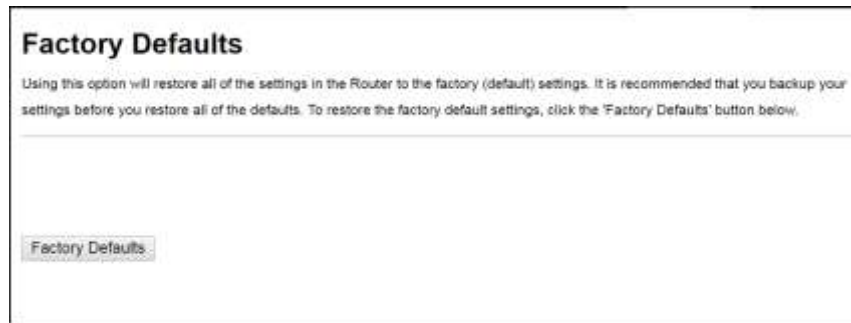 Factory Defaults
Using this option will restore all of the settings in the Router to the factory (default) settings. It is recommended that you backup your
settings before you restore all of the defaults. To restore the factory default settings, click the 'Factory Defaults' button below.
Factory Defaults